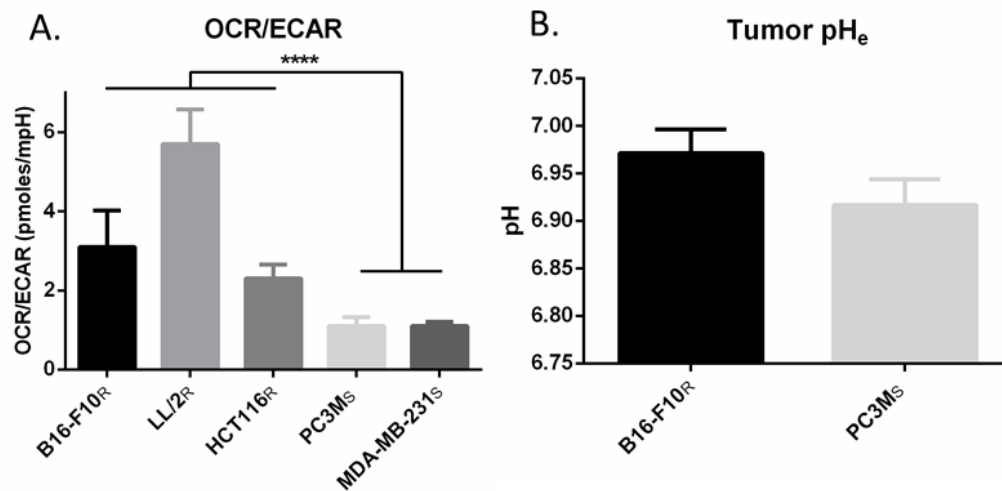 A.
OCR/ECAR
****
OCR/ECAR (pmoles/mpH)
6
4
2
0
B16-F10R
LL/2R
HCT116R
PC3MS
MDA-MB-231S
B.
Tumor pHe
pH
7.05
7.00
6.95
6.90
6.85
6.80
6.75
B16-F10R
PC3MS